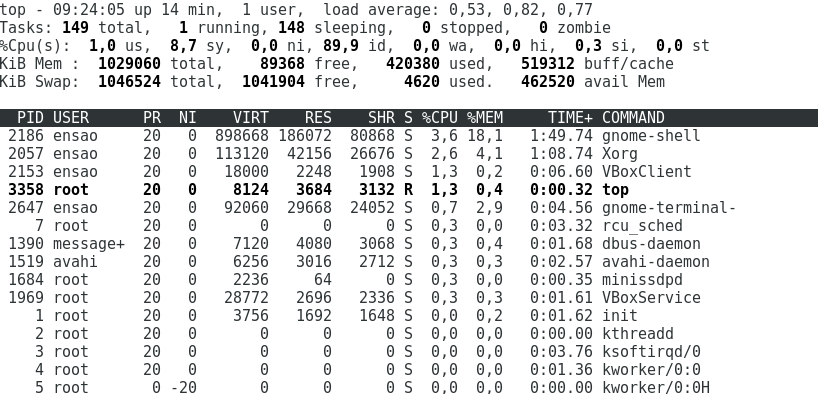 top - 09:24:05 up 14 min,  1 user,  load average: 0,53, 0,82, 0,77
Tasks: 149 total,   1 running, 148 sleeping,   0 stopped,   0 zombie
%Cpu(s):  1,0 us,  8,7 sy,  0,0 ni, 89,9 id,  0,0 wa,  0,0 hi,  0,3 si,  0,0 st
KiB Mem :  1029060 total,    89368 free,   420380 used,   519312 buff/cache
KiB Swap:  1046524 total,  1041904 free,     4620 used.   462520 avail Mem
PID USER      PR  NI    VIRT    RES    SHR S %CPU %MEM     TIME+ COMMAND
2186 ensao     20   0  898668 186072  80868 S  3,6 18,1   1:49.74 gnome-shell
2057 ensao     20   0  113120  42156  26676 S  2,6  4,1   1:08.74 Xorg
2153 ensao     20   0   18000   2248   1908 S  1,3  0,2   0:06.60 VBoxClient
3358 root      20   0    8124   3684   3132 R  1,3  0,4   0:00.32 top
2647 ensao     20   0   92060  29668  24052 S  0,7  2,9   0:04.56 gnome-terminal-
7 root      20   0       0      0      0 S  0,3  0,0   0:03.32 rcu_sched
1390 message+  20   0    7120   4080   3068 S  0,3  0,4   0:01.68 dbus-daemon
1519 avahi     20   0    6256   3016   2712 S  0,3  0,3   0:02.57 avahi-daemon
1684 root      20   0    2236     64      0 S  0,3  0,0   0:00.35 minissdpd
1969 root      20   0   28772   2696   2336 S  0,3  0,3   0:01.61 VBoxService
1 root      20   0    3756   1692   1648 S  0,0  0,2   0:01.62 init
2 root      20   0       0      0      0 S  0,0  0,0   0:00.00 kthreadd
3 root      20   0       0      0      0 S  0,0  0,0   0:03.76 ksoftirqd/0
4 root      20   0       0      0      0 S  0,0  0,0   0:01.36 kworker/0:0
5 root       0 -20       0      0      0 S  0,0  0,0   0:00.00 kworker/0:0H